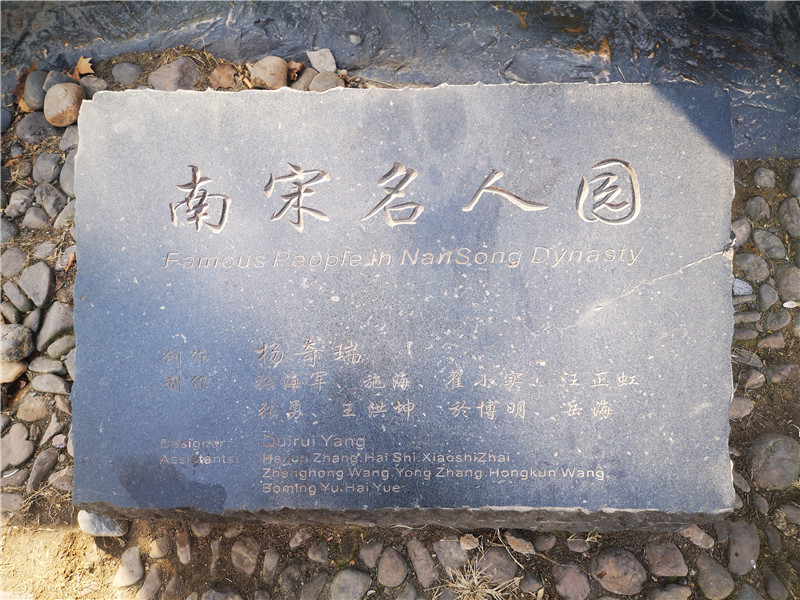 南宋名人园
Famous People in NanSong Dynasty
创作 杨奇瑞
制作 张海军、施海、翟小实、汪正虹
张勇、王洪坤、於博明、岳海
Designer: Quirui Yang
Assistants: Haijun Zhang.Hai Shi.XiaoshiZhai.
Zhenghong Wang.Yong Zhang.Hongkun Wang.
Boming Yu.Hai Yue